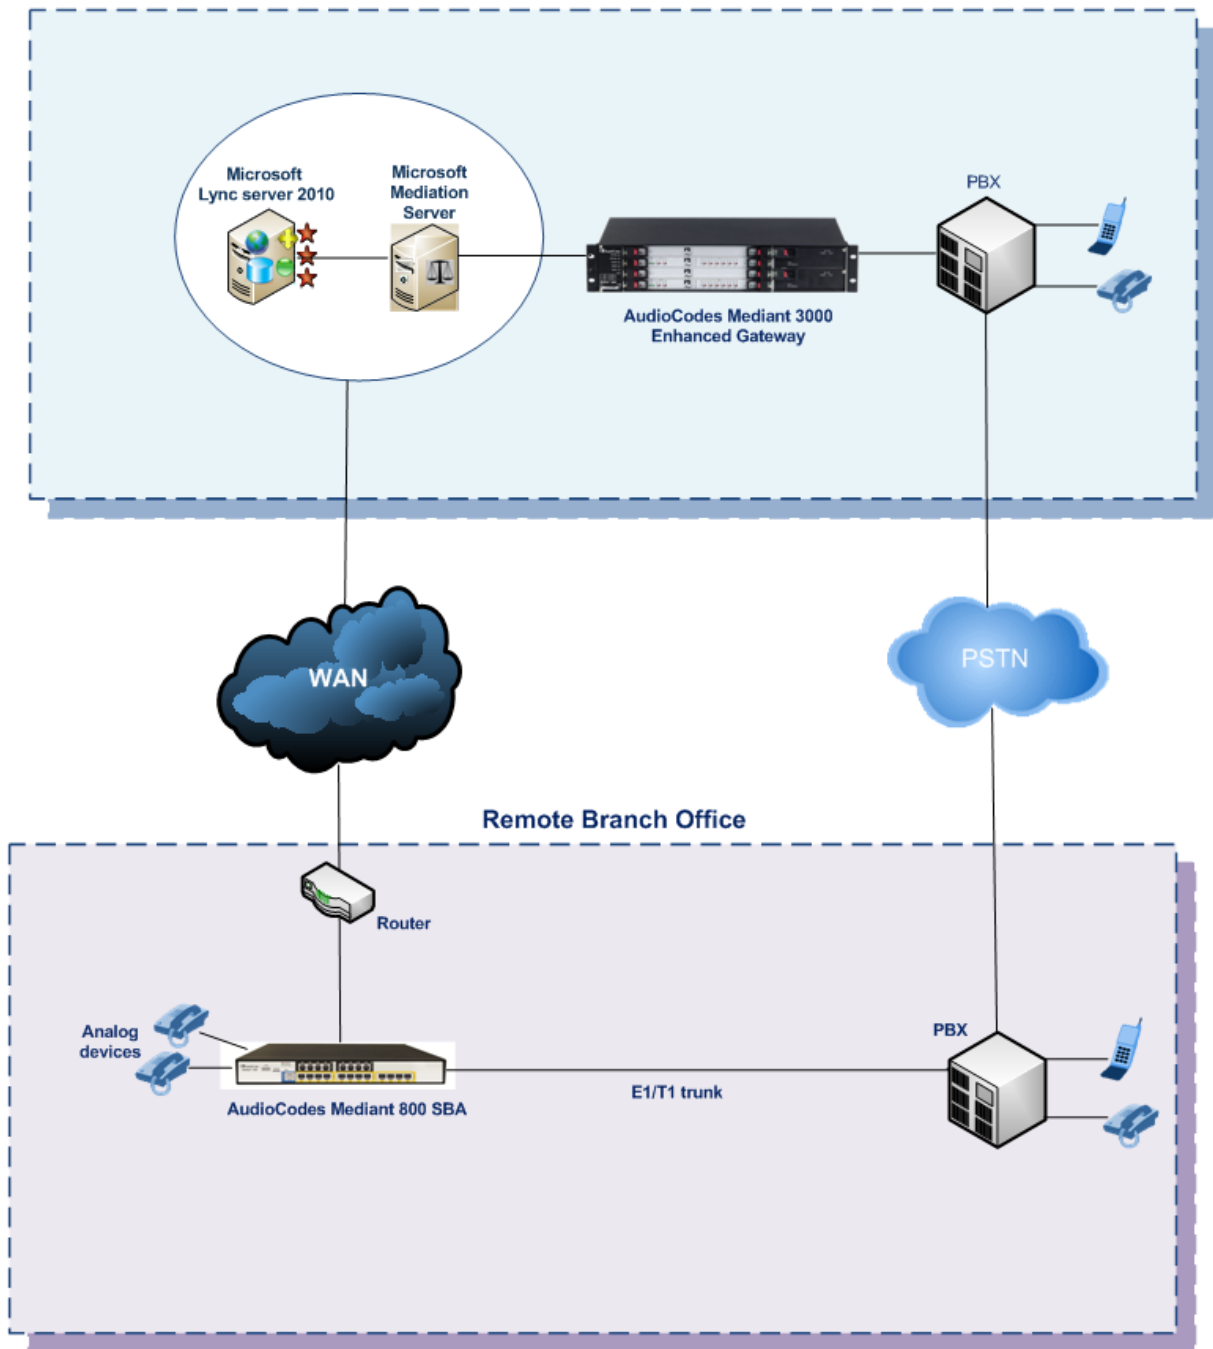 Microsoft
Lync server 2010
Microsoft
Mediation
Server
PBX
AudioCodes Mediant 3000
Enhanced Gateway
WAN
PSTN
Remote Branch Office
Router
Analog
devices
PBX
E1/T1 trunk
AudioCodes Mediant 800 SBA